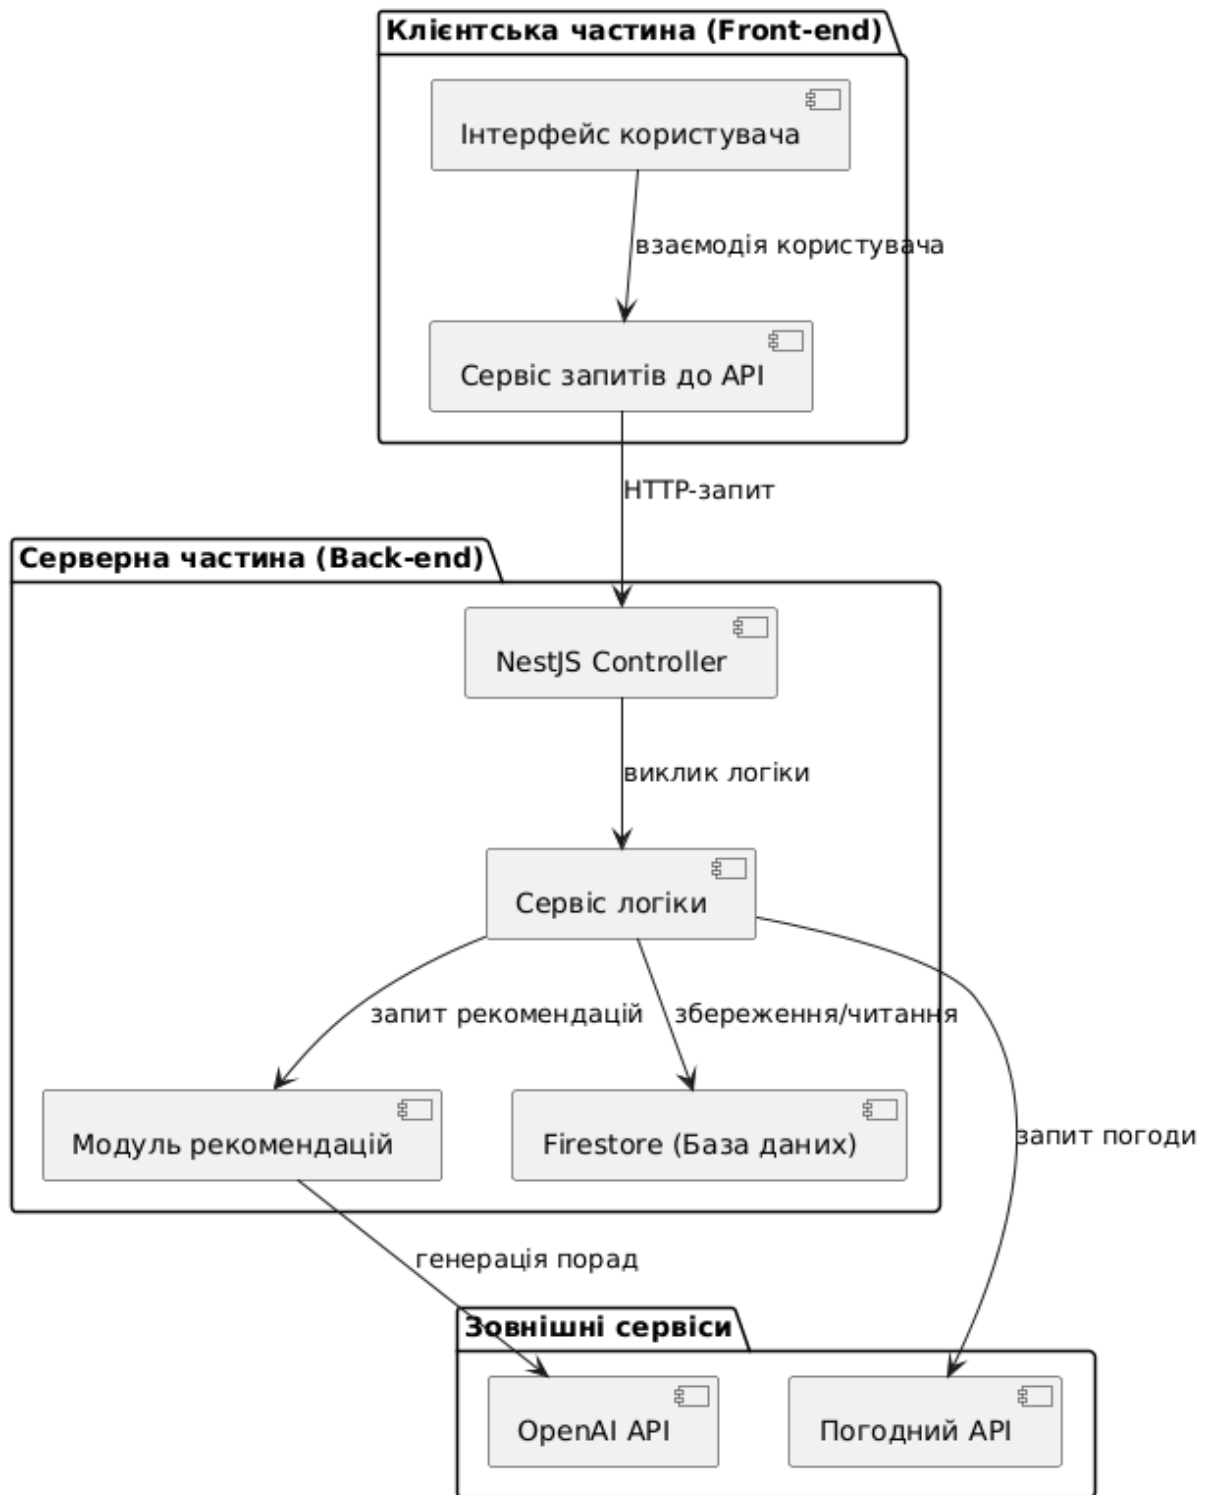 Клієнтська частина (Front-end)
Інтерфейс користувача
взаємодія користувача
Сервіс запитів до API
HTTP-запит
Серверна частина (Back-end)
NestJS Controller
виклик логіки
Сервіс логіки
запит рекомендацій
збереження/читання
Модуль рекомендацій
Firestore (База даних)
запит погоди
генерація порад
Зовнішні сервіси
OpenAI API
Погодний API